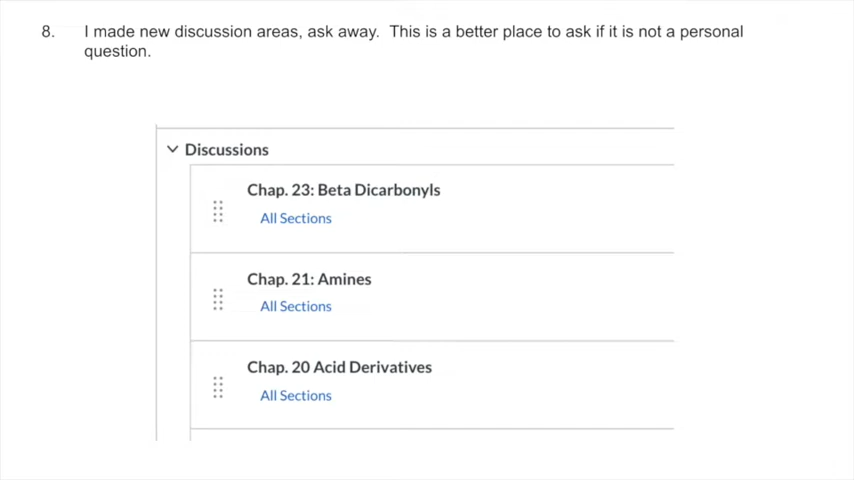 8. I made new discussion areas, ask away. This is a better place to ask if it is not a personal
question.
Discussions
Chap. 23: Beta Dicarbonyls
All Sections
Chap. 21: Amines
All Sections
Chap. 20 Acid Derivatives
All Sections